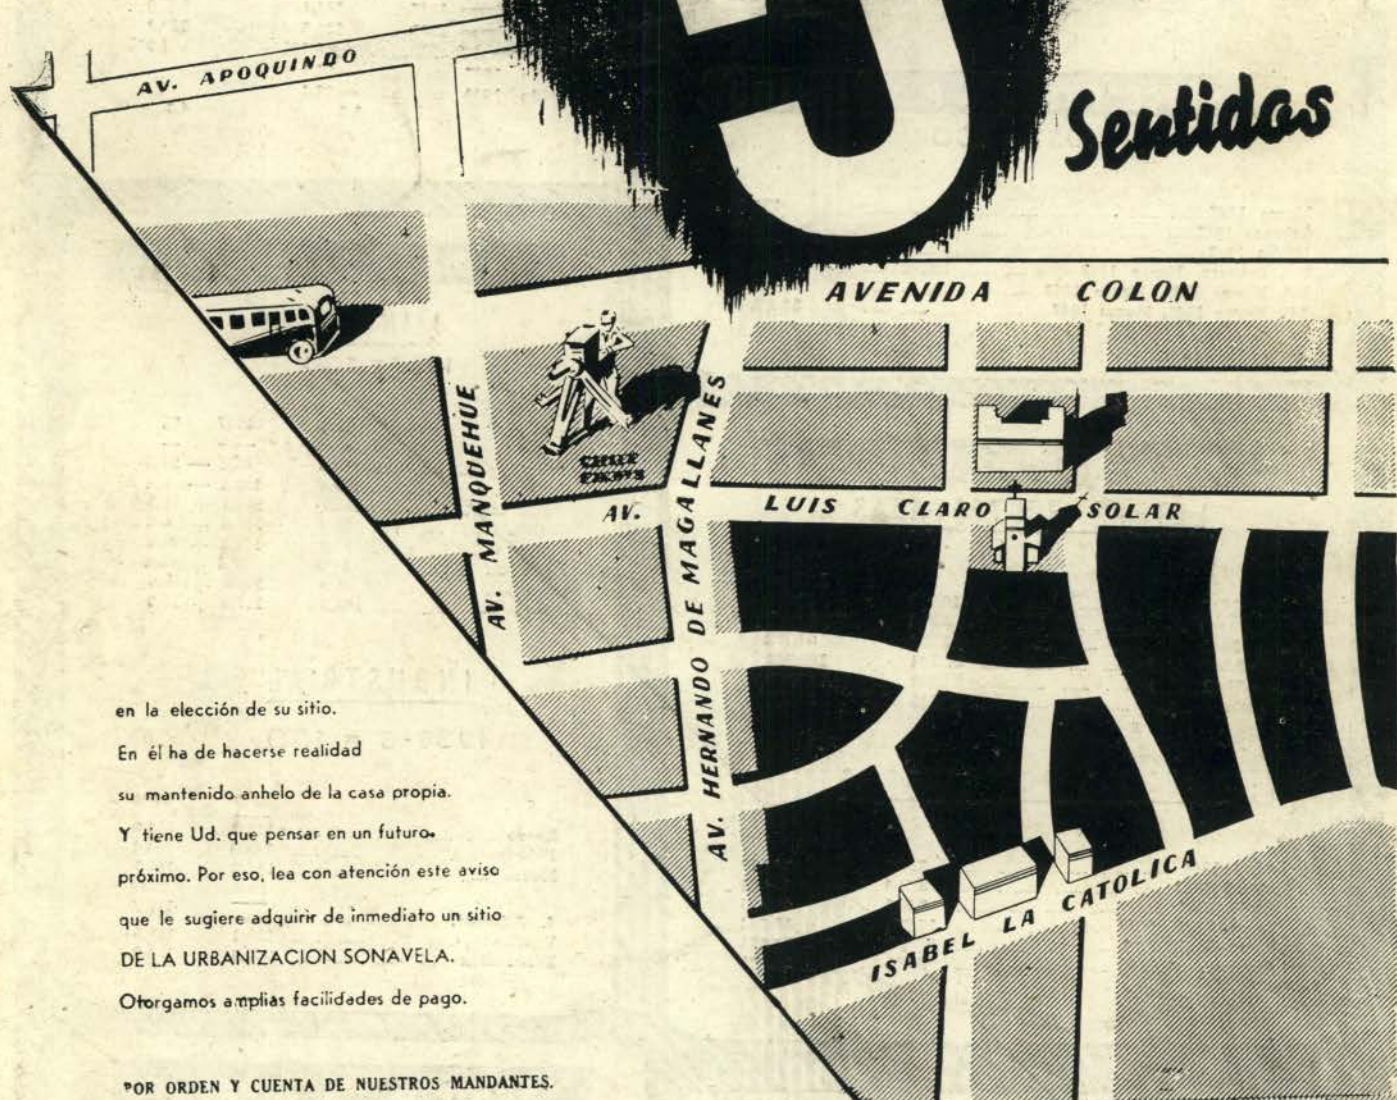 5
Sentidos
AV. APOQUINDO
AVENIDA COLON
AV. MANQUEHUE
CHILE
FILMS
AV. HERNANDO DE MAGALLANES
AV. LUIS CLARO SOLAR
ISABEL LA CATOLICA
en la elección de su sitio.
En él ha de hacerse realidad
su mantenido anhelo de la casa propia.
Y tiene Ud. que pensar en un futuro
próximo. Por eso, lea con atención este aviso
que le sugiere adquirir de inmediato un sitio
DE LA URBANIZACION SONAVELA.
Otorgamos amplias facilidades de pago.
POR ORDEN Y CUENTA DE NUESTROS MANDANTES.